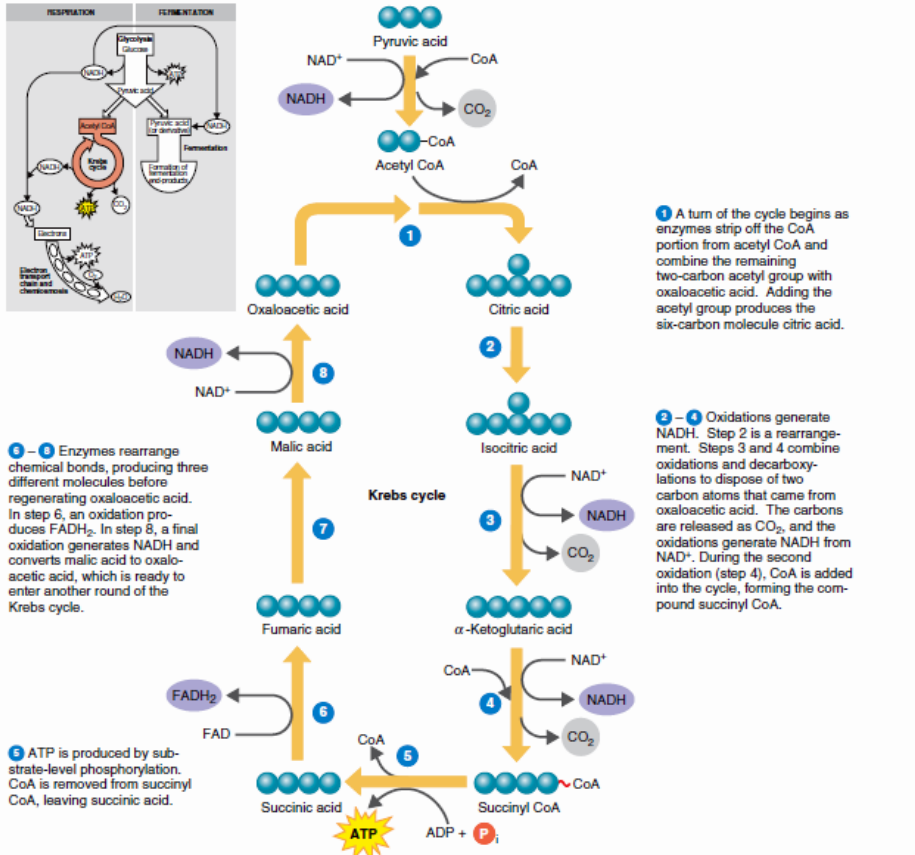 RESPIRATION
FERMENTATION
Glycolysis
Glucose
NADH
ATP
Pyruvic acid
Acetyl CoA
Pyruvic acid
(or derivative)
NADH
Fermentation
Krebs
cycle
NADH
Formation of
fermentation
end-products
ATP
CO₂
NADH
Electrons
ATP
Electron
transport
chain and
chemiosmosis
O₂
H₂O
Pyruvic acid
NAD⁺
CoA
NADH
CO₂
CoA
Acetyl CoA
CoA
1
Oxaloacetic acid
Citric acid
1 A turn of the cycle begins as
enzymes strip off the CoA
portion from acetyl CoA and
combine the remaining
two-carbon acetyl group with
oxaloacetic acid. Adding the
acetyl group produces the
six-carbon molecule citric acid.
NADH
8
NAD⁺
2
Malic acid
Isocitric acid
2 – 4 Oxidations generate
NADH. Step 2 is a rearrange-
ment. Steps 3 and 4 combine
oxidations and decarboxy-
lations to dispose of two
carbon atoms that came from
oxaloacetic acid. The carbons
are released as CO₂, and the
oxidations generate NADH from
NAD⁺. During the second
oxidation (step 4), CoA is added
into the cycle, forming the com-
pound succinyl CoA.
6 – 8 Enzymes rearrange
chemical bonds, producing three
different molecules before
regenerating oxaloacetic acid.
In step 6, an oxidation pro-
duces FADH₂. In step 8, a final
oxidation generates NADH and
converts malic acid to oxalo-
acetic acid, which is ready to
enter another round of the
Krebs cycle.
Krebs cycle
7
3
NAD⁺
NADH
CO₂
Fumaric acid
α-Ketoglutaric acid
FADH₂
6
FAD
CoA
4
NAD⁺
NADH
CO₂
5 ATP is produced by sub-
strate-level phosphorylation.
CoA is removed from succinyl
CoA, leaving succinic acid.
CoA
5
CoA
Succinic acid
Succinyl CoA
ATP
ADP + P i